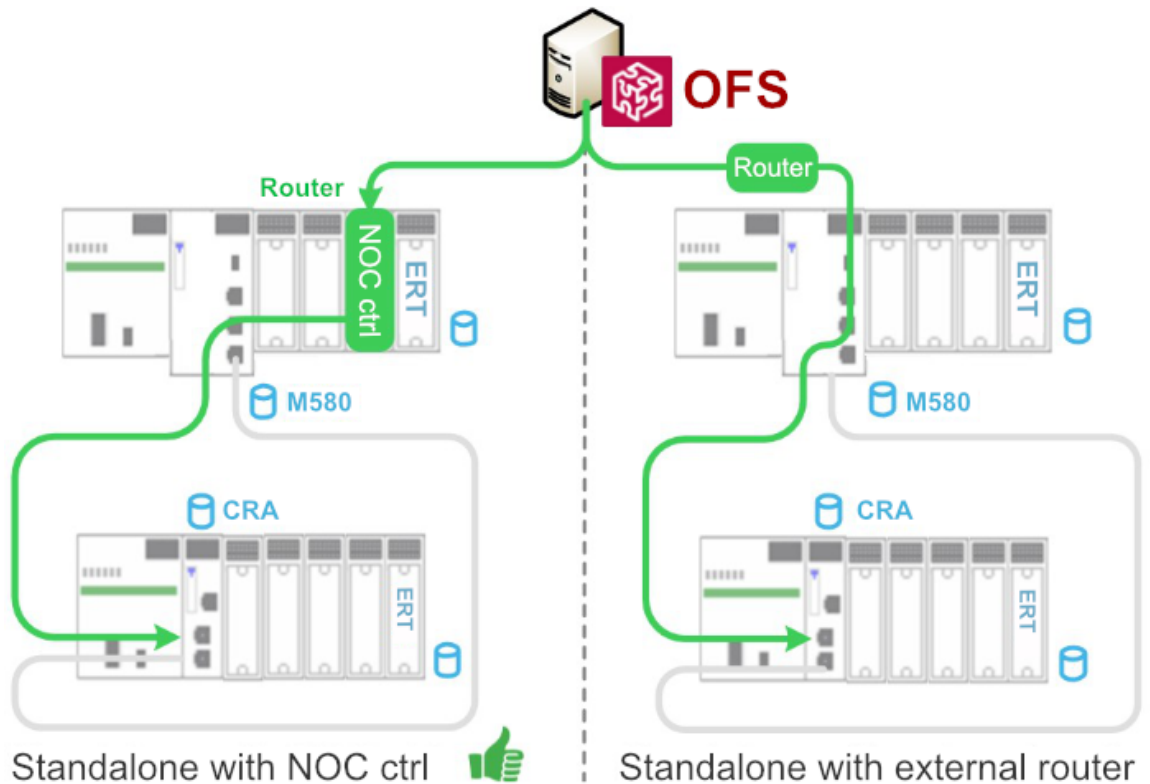 OFS
Router
NOC ctrl
ERT
M580
CRA
ERT
Standalone with NOC ctrl
Router
ERT
M580
CRA
ERT
Standalone with external router